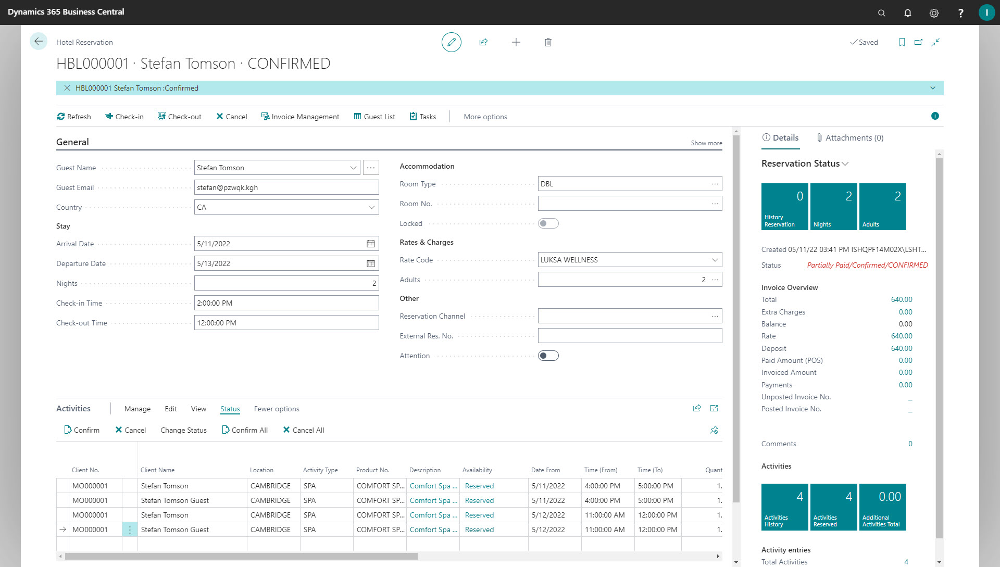 Dynamics 365 Business Central
I
Hotel Reservation
Saved
HBL000001 · Stefan Tomson · CONFIRMED
HBL000001 Stefan Tomson :Confirmed
Refresh Check-in Check-out Cancel Invoice Management Guest List Tasks More options
General Show more
Guest Name Stefan Tomson
Guest Email stefan@pzwqk.kgh
Country CA
Stay
Arrival Date 5/11/2022
Departure Date 5/13/2022
Nights 2
Check-in Time 2:00:00 PM
Check-out Time 12:00:00 PM
Accommodation
Room Type DBL
Room No.
Locked
Rates & Charges
Rate Code LUKSA WELLNESS
Adults 2
Other
Reservation Channel
External Res. No.
Attention
Activities Manage Edit View Status Fewer options
Confirm Cancel Change Status Confirm All Cancel All
Client No. Client Name Location Activity Type Product No. Description Availability Date From Time (From) Time (To) Quant
MO000001 Stefan Tomson CAMBRIDGE SPA COMFORT SP... Comfort Spa ... Reserved 5/11/2022 4:00:00 PM 5:00:00 PM 1.
MO000001 Stefan Tomson Guest CAMBRIDGE SPA COMFORT SP... Comfort Spa ... Reserved 5/11/2022 4:00:00 PM 5:00:00 PM 1.
MO000001 Stefan Tomson CAMBRIDGE SPA COMFORT SP... Comfort Spa ... Reserved 5/12/2022 11:00:00 AM 12:00:00 PM 1.
MO000001 Stefan Tomson Guest CAMBRIDGE SPA COMFORT SP... Comfort Spa ... Reserved 5/12/2022 11:00:00 AM 12:00:00 PM 1.
Details Attachments (0)
Reservation Status
0 2 2
History Reservation Nights Adults
Created 05/11/22 03:41 PM ISHQPF14M02X\LSHT...
Status Partially Paid/Confirmed/CONFIRMED
Invoice Overview
Total 640.00
Extra Charges 0.00
Balance 0.00
Rate 640.00
Deposit 640.00
Paid Amount (POS) 0.00
Invoiced Amount 0.00
Payments 0.00
Unposted Invoice No. _
Posted Invoice No. _
Comments 0
Activities
4 4 0.00
Activities History Activities Reserved Additional Activities Total
Activity entries
Total Activities 4